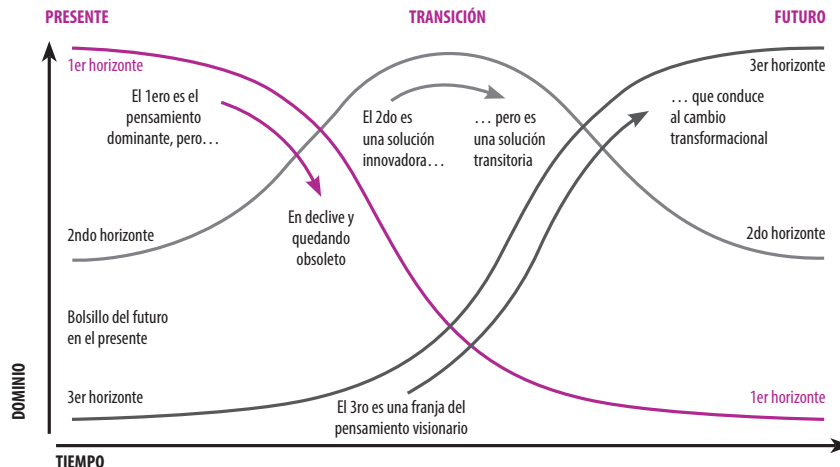 PRESENTE
TRANSICIÓN
FUTURO
1er horizonte
3er horizonte
El 1ero es el
pensamiento
dominante, pero…
El 2do es
una solución
innovadora…
… pero es
una solución
transitoria
… que conduce
al cambio
transformacional
2ndo horizonte
En declive y
quedando
obsoleto
2do horizonte
Bolsillo del futuro
en el presente
3er horizonte
El 3ro es una franja del
pensamiento visionario
1er horizonte
DOMINIO
TIEMPO